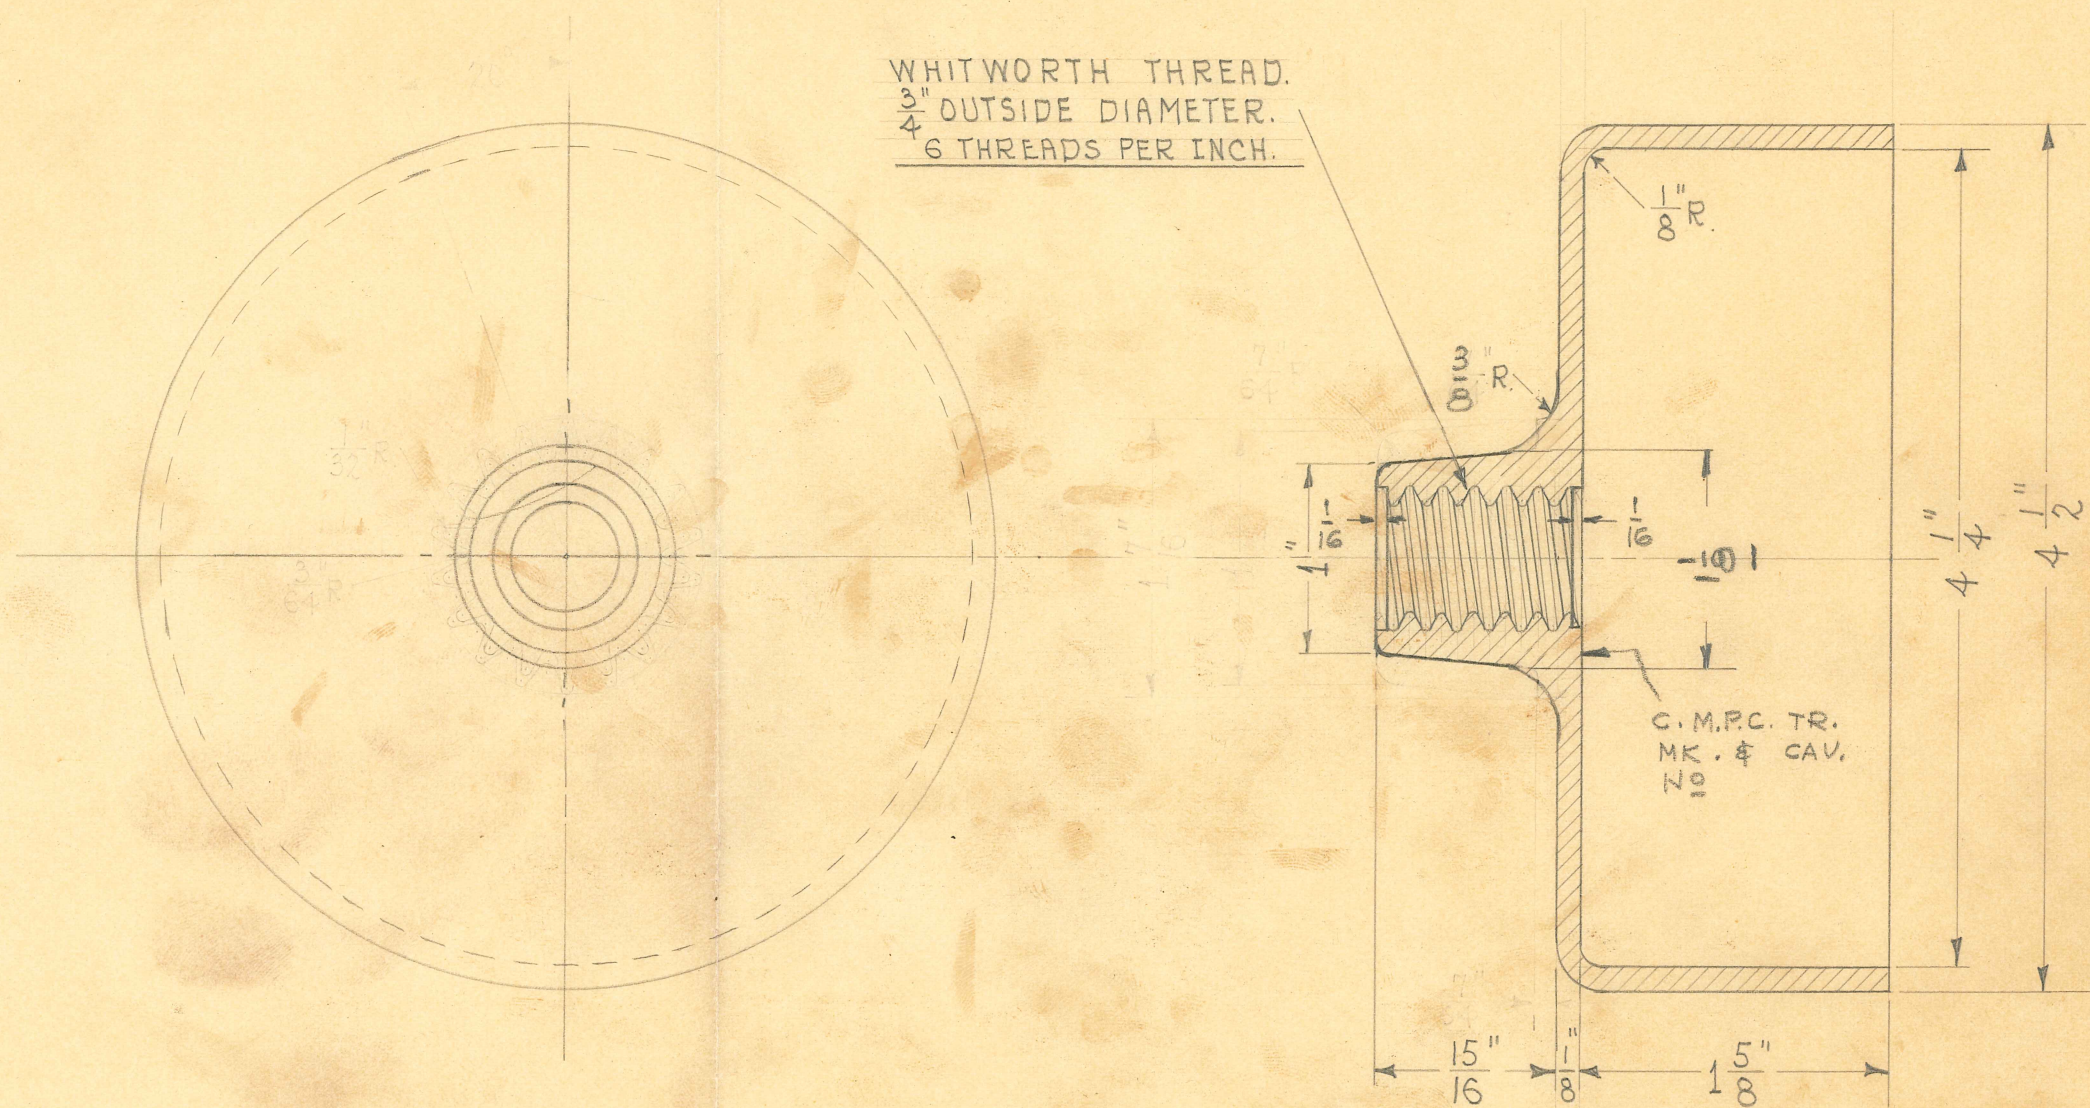 WHITWORTH THREAD.
3/4" OUTSIDE DIAMETER.
6 THREADS PER INCH.
1/8" R.
3/8" R.
1/16
1/16
1"
4 1/4"
4 1/2"
C. M.P.C. TR.
MK. & CAV.
Nº
15/16"
1/8"
1 5/8"